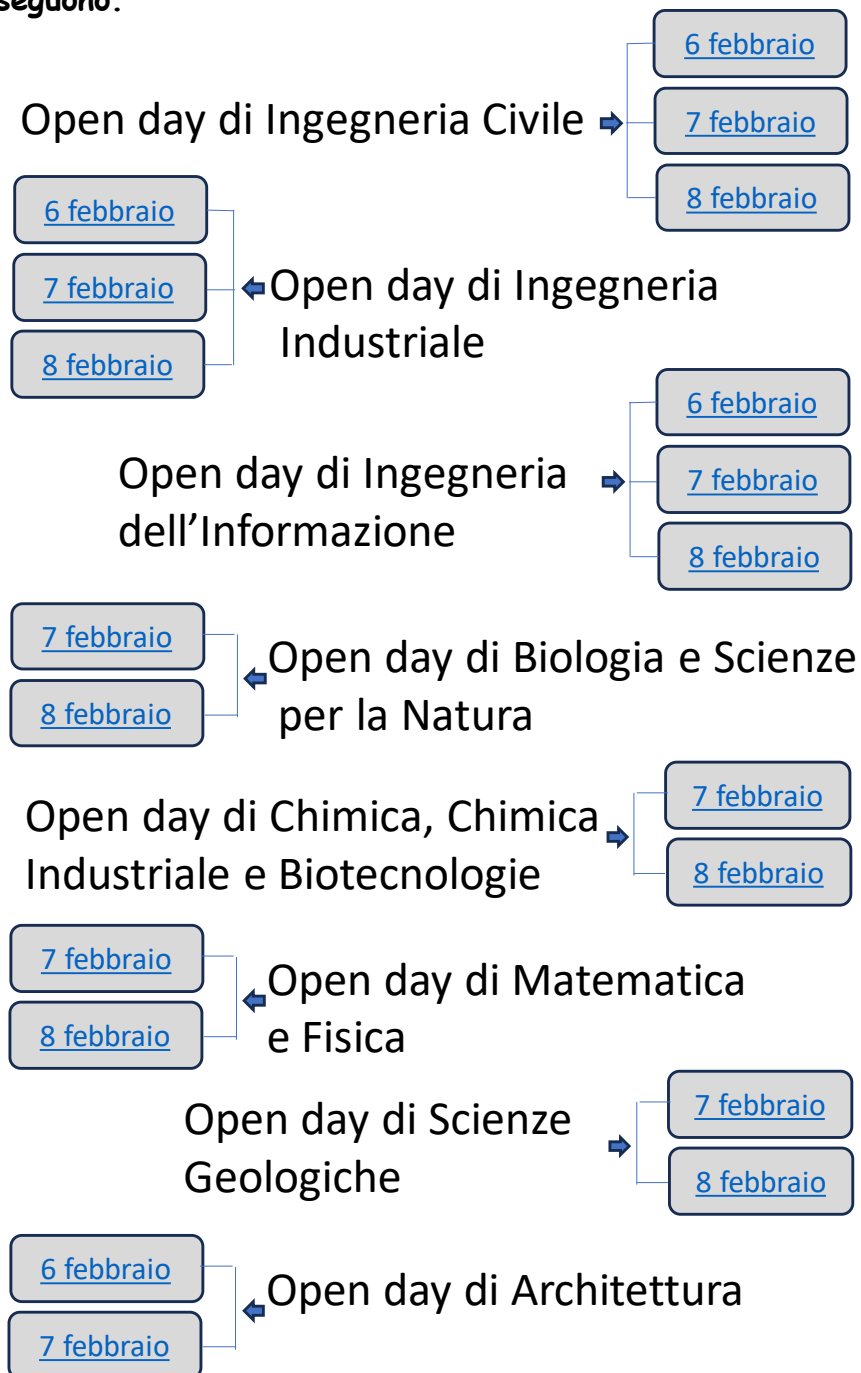 seguono:
6 febbraio
Open day di Ingegneria Civile
7 febbraio
8 febbraio
6 febbraio
7 febbraio
8 febbraio
Open day di Ingegneria
Industriale
Open day di Ingegneria
dell’Informazione
6 febbraio
7 febbraio
8 febbraio
7 febbraio
8 febbraio
Open day di Biologia e Scienze
per la Natura
Open day di Chimica, Chimica
Industriale e Biotecnologie
7 febbraio
8 febbraio
7 febbraio
8 febbraio
Open day di Matematica
e Fisica
Open day di Scienze
Geologiche
7 febbraio
8 febbraio
6 febbraio
7 febbraio
Open day di Architettura